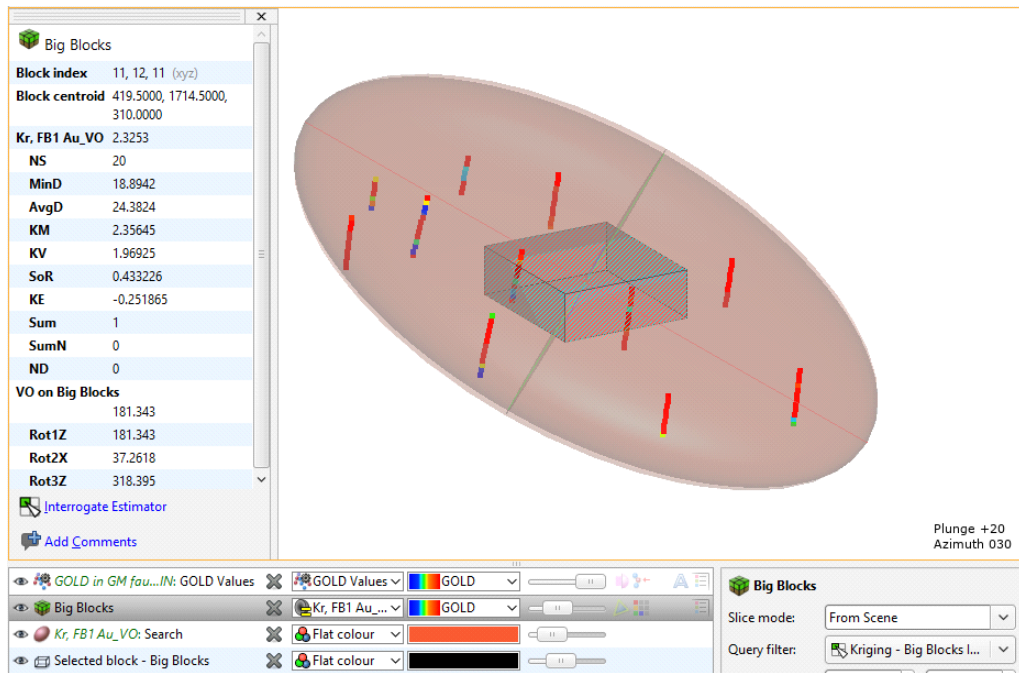 Big Blocks
Block index 11, 12, 11 (xyz)
Block centroid 419.5000, 1714.5000,
310.0000
Kr, FB1 Au_VO 2.3253
NS 20
MinD 18.8942
AvgD 24.3824
KM 2.35645
KV 1.96925
SoR 0.433226
KE -0.251865
Sum 1
SumN 0
ND 0
VO on Big Blocks
181.343
Rot1Z 181.343
Rot2X 37.2618
Rot3Z 318.395
Interrogate Estimator
Add Comments
Plunge +20
Azimuth 030
GOLD in GM fau...IN: GOLD Values GOLD Values GOLD
Big Blocks Kr, FB1 Au_... GOLD
Kr, FB1 Au_VO: Search Flat colour
Selected block - Big Blocks Flat colour
Big Blocks
Slice mode: From Scene
Query filter: Kriging - Big Blocks I...